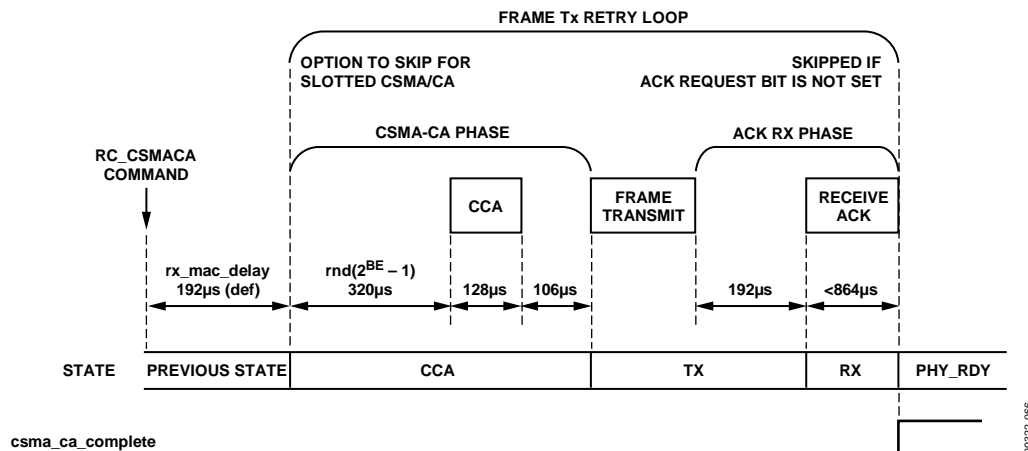 FRAME Tx RETRY LOOP
OPTION TO SKIP FOR
SLOTTED CSMA/CA
SKIPPED IF
ACK REQUEST BIT IS NOT SET
CSMA-CA PHASE
ACK RX PHASE
RC_CSMACA
COMMAND
CCA
FRAME
TRANSMIT
RECEIVE
ACK
rx_mac_delay
192µs (def)
rnd(2^BE – 1)
320µs
128µs
106µs
192µs
<864µs
STATE
PREVIOUS STATE
CCA
TX
RX
PHY_RDY
csma_ca_complete